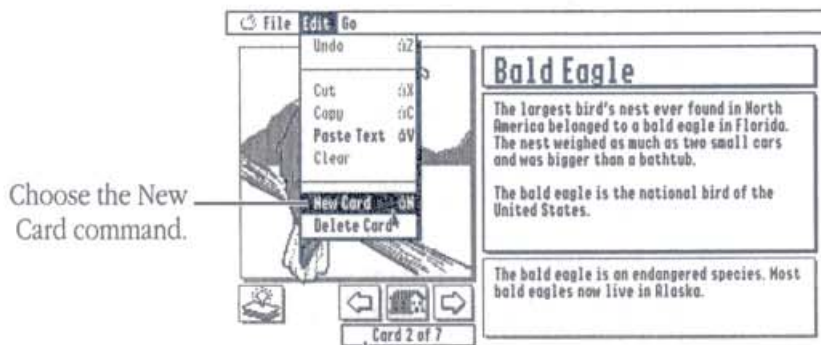 File Edit Go
Undo ⌘Z
Cut ⌘X
Copy ⌘C
Paste Text ⌘V
Clear
New Card ⌘N
Delete Card
Choose the New
Card command.
Bald Eagle
The largest bird's nest ever found in North
America belonged to a bald eagle in Florida.
The nest weighed as much as two small cars
and was bigger than a bathtub.
The bald eagle is the national bird of the
United States.
The bald eagle is an endangered species. Most
bald eagles now live in Alaska.
Card 2 of 7